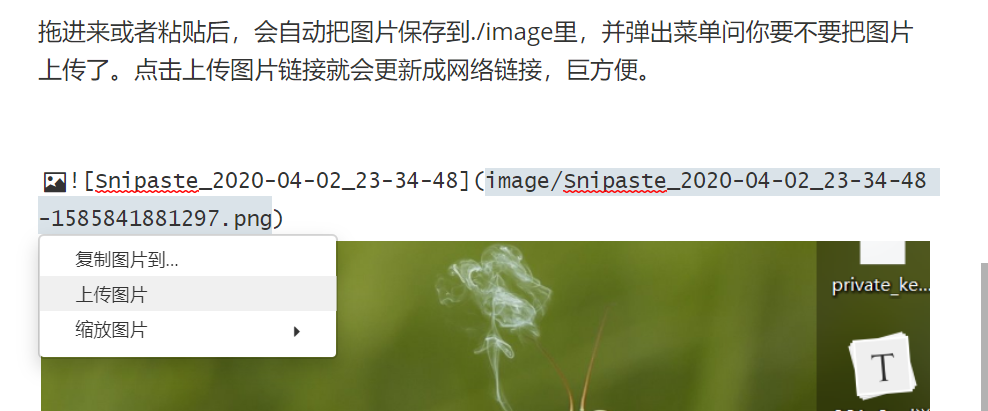 拖进来或者粘贴后，会自动把图片保存到./image里，并弹出菜单问你要不要把图片
上传了。点击上传图片链接就会更新成网络链接，巨方便。
![Snipaste_2020-04-02_23-34-48](image/Snipaste_2020-04-02_23-34-48
-1585841881297.png)
复制图片到...
上传图片
缩放图片
private_ke...
T